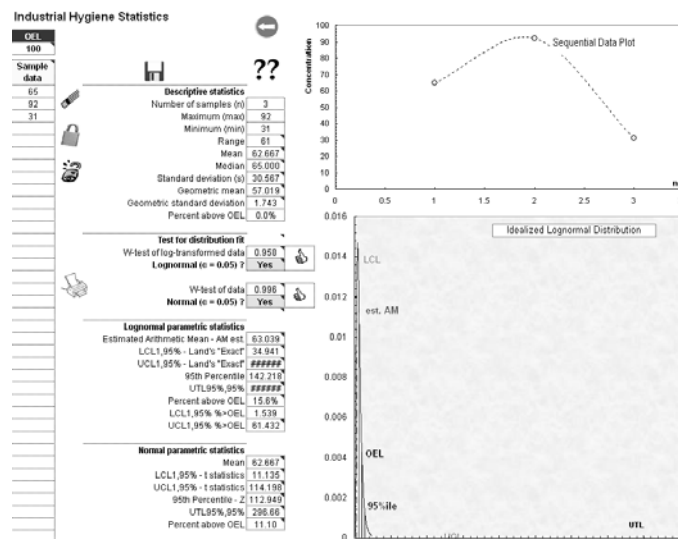 Industrial Hygiene Statistics
OEL
100
Sample data
65
92
31
??
Descriptive statistics
Number of samples (n) 3
Maximum (max) 92
Minimum (min) 31
Range 61
Mean 62.667
Median 65.000
Standard deviation (s) 30.567
Geometric mean 57.019
Geometric standard deviation 1.743
Percent above OEL 0.0%
Test for distribution fit
W-test of log-transformed data 0.950
Lognormal (α = 0.05) ? Yes
W-test of data 0.996
Normal (α = 0.05) ? Yes
Lognormal parametric statistics
Estimated Arithmetic Mean - AM est. 63.039
LCL1,95% - Land's "Exact" 34.941
UCL1,95% - Land's "Exact" ######
95th Percentile 142.218
UTL95%,95% ######
Percent above OEL 15.6%
LCL1,95% %>OEL 1.539
UCL1,95% %>OEL 61.432
Normal parametric statistics
Mean 62.667
LCL1,95% - t statistics 11.135
UCL1,95% - t statistics 114.198
95th Percentile - Z 112.949
UTL95%,95% 296.66
Percent above OEL 11.10
Concentration
100
90
80
70
60
50
40
30
20
10
0
0 0.5 1 1.5 2 2.5 3
n
Sequential Data Plot
Idealized Lognormal Distribution
0.016
0.014
0.012
0.01
0.008
0.006
0.004
0.002
0
LCL
est. AM
OEL
95%ile
UCL
UTL